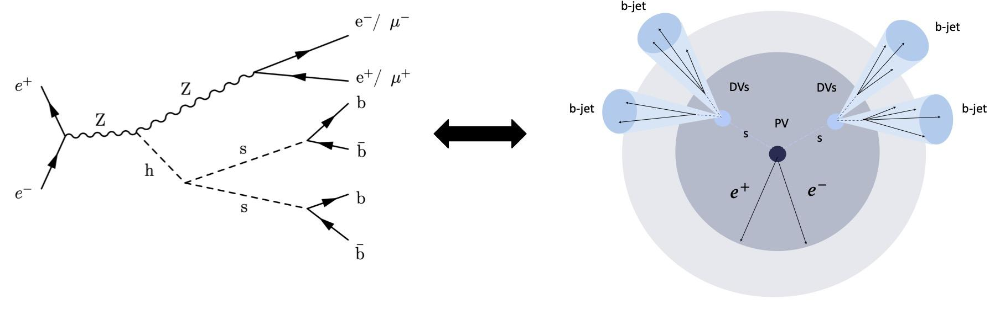 e⁻/ μ⁻
e⁺/ μ⁺
e⁺
Z
Z
b
b̄
s
h
s
b
b̄
e⁻
b-jet
b-jet
b-jet
b-jet
DVs
DVs
PV
s
s
e⁺
e⁻